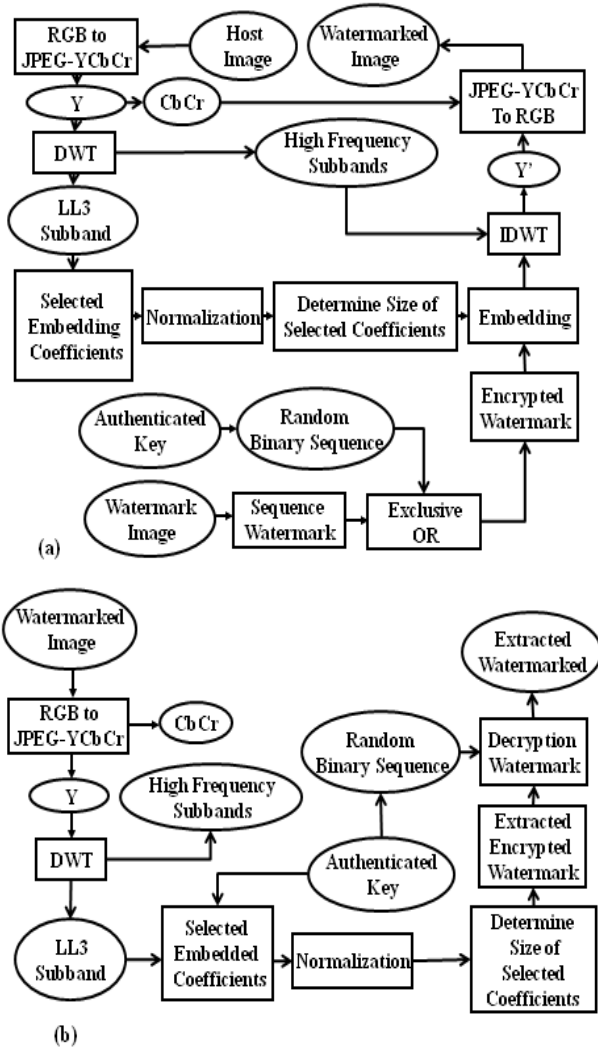 RGB to
JPEG-YCbCr
Host
Image
Watermarked
Image
Y
CbCr
JPEG-YCbCr
To RGB
DWT
High Frequency
Subbands
Y'
LL3
Subband
IDWT
Selected
Embedding
Coefficients
Normalization
Determine Size of
Selected Coefficients
Embedding
Encrypted
Watermark
Authenticated
Key
Random
Binary Sequence
Watermark
Image
Sequence
Watermark
Exclusive
OR
(a)
Watermarked
Image
Extracted
Watermarked
RGB to
JPEG-YCbCr
CbCr
Random
Binary Sequence
Decryption
Watermark
Y
High Frequency
Subbands
Extracted
Encrypted
Watermark
DWT
Authenticated
Key
LL3
Subband
Selected
Embedded
Coefficients
Normalization
Determine
Size of
Selected
Coefficients
(b)